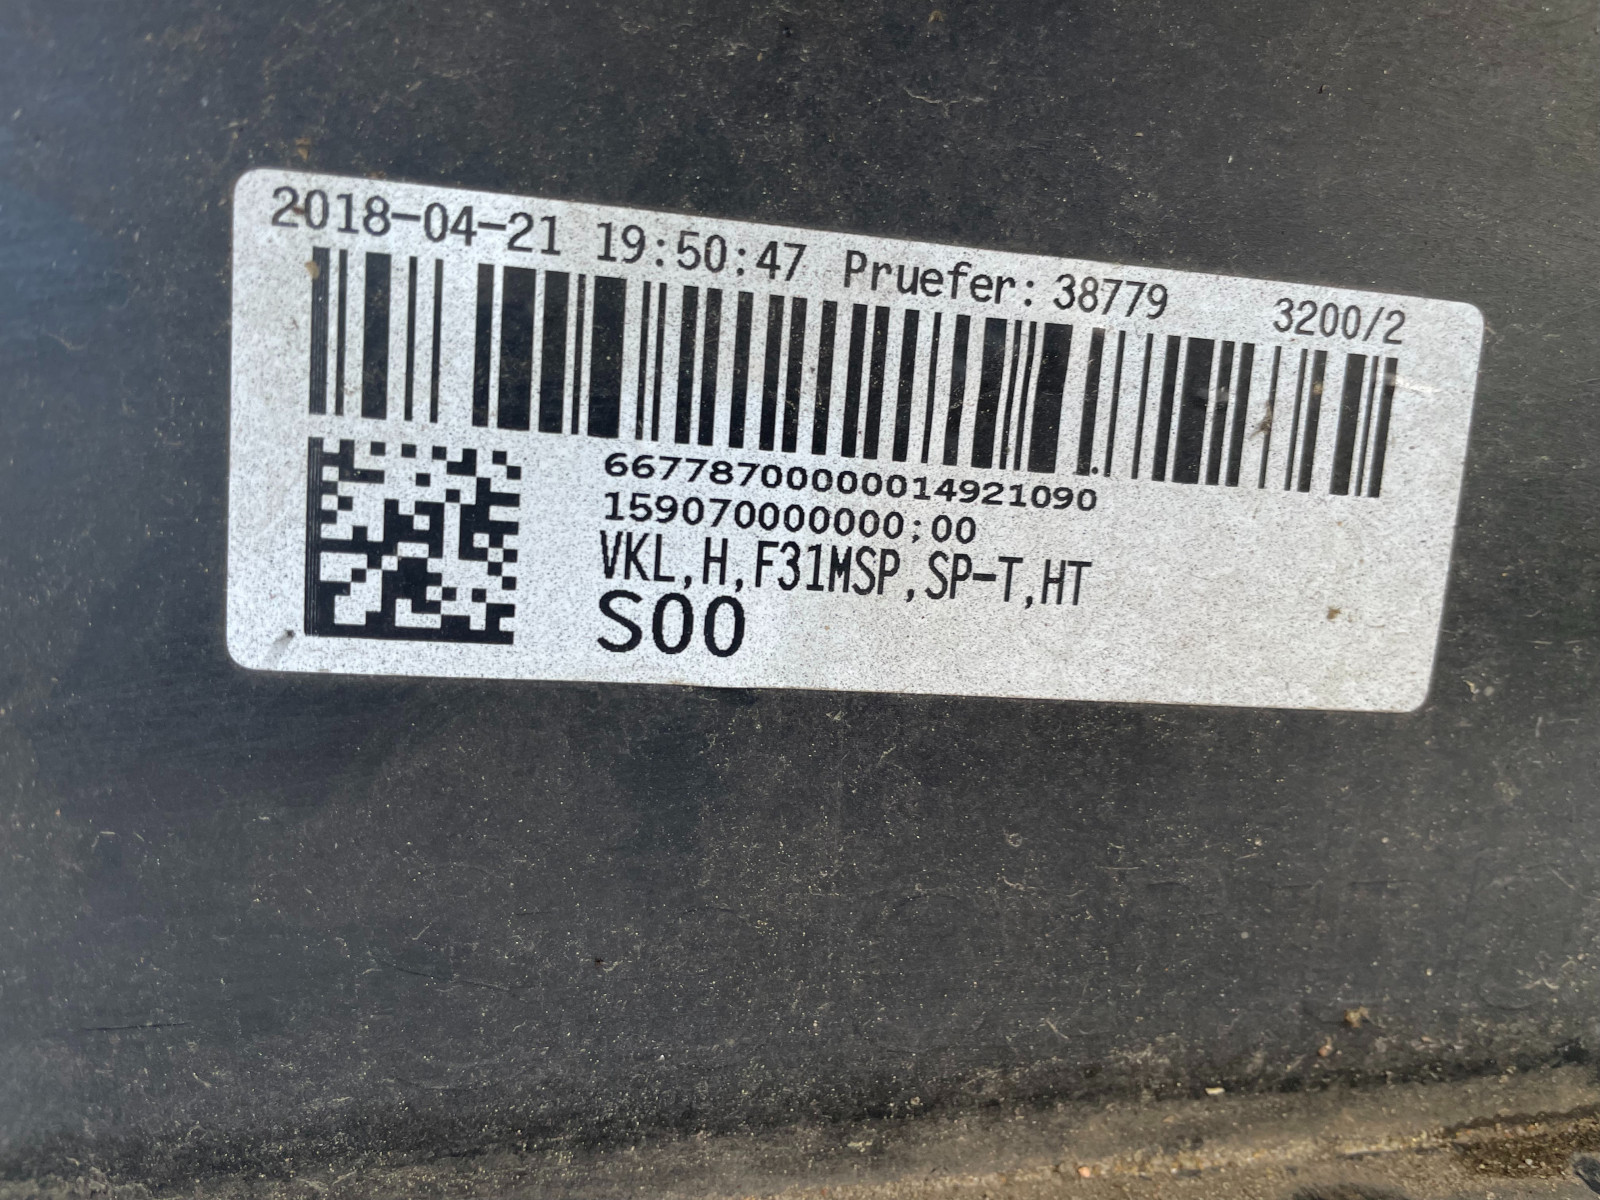 2018-04-21 19:50:47 Pruefer: 38779 3200/2
66778700000014921090
159070000000;00
VKL,H,F31MSP,SP-T,HT
S00